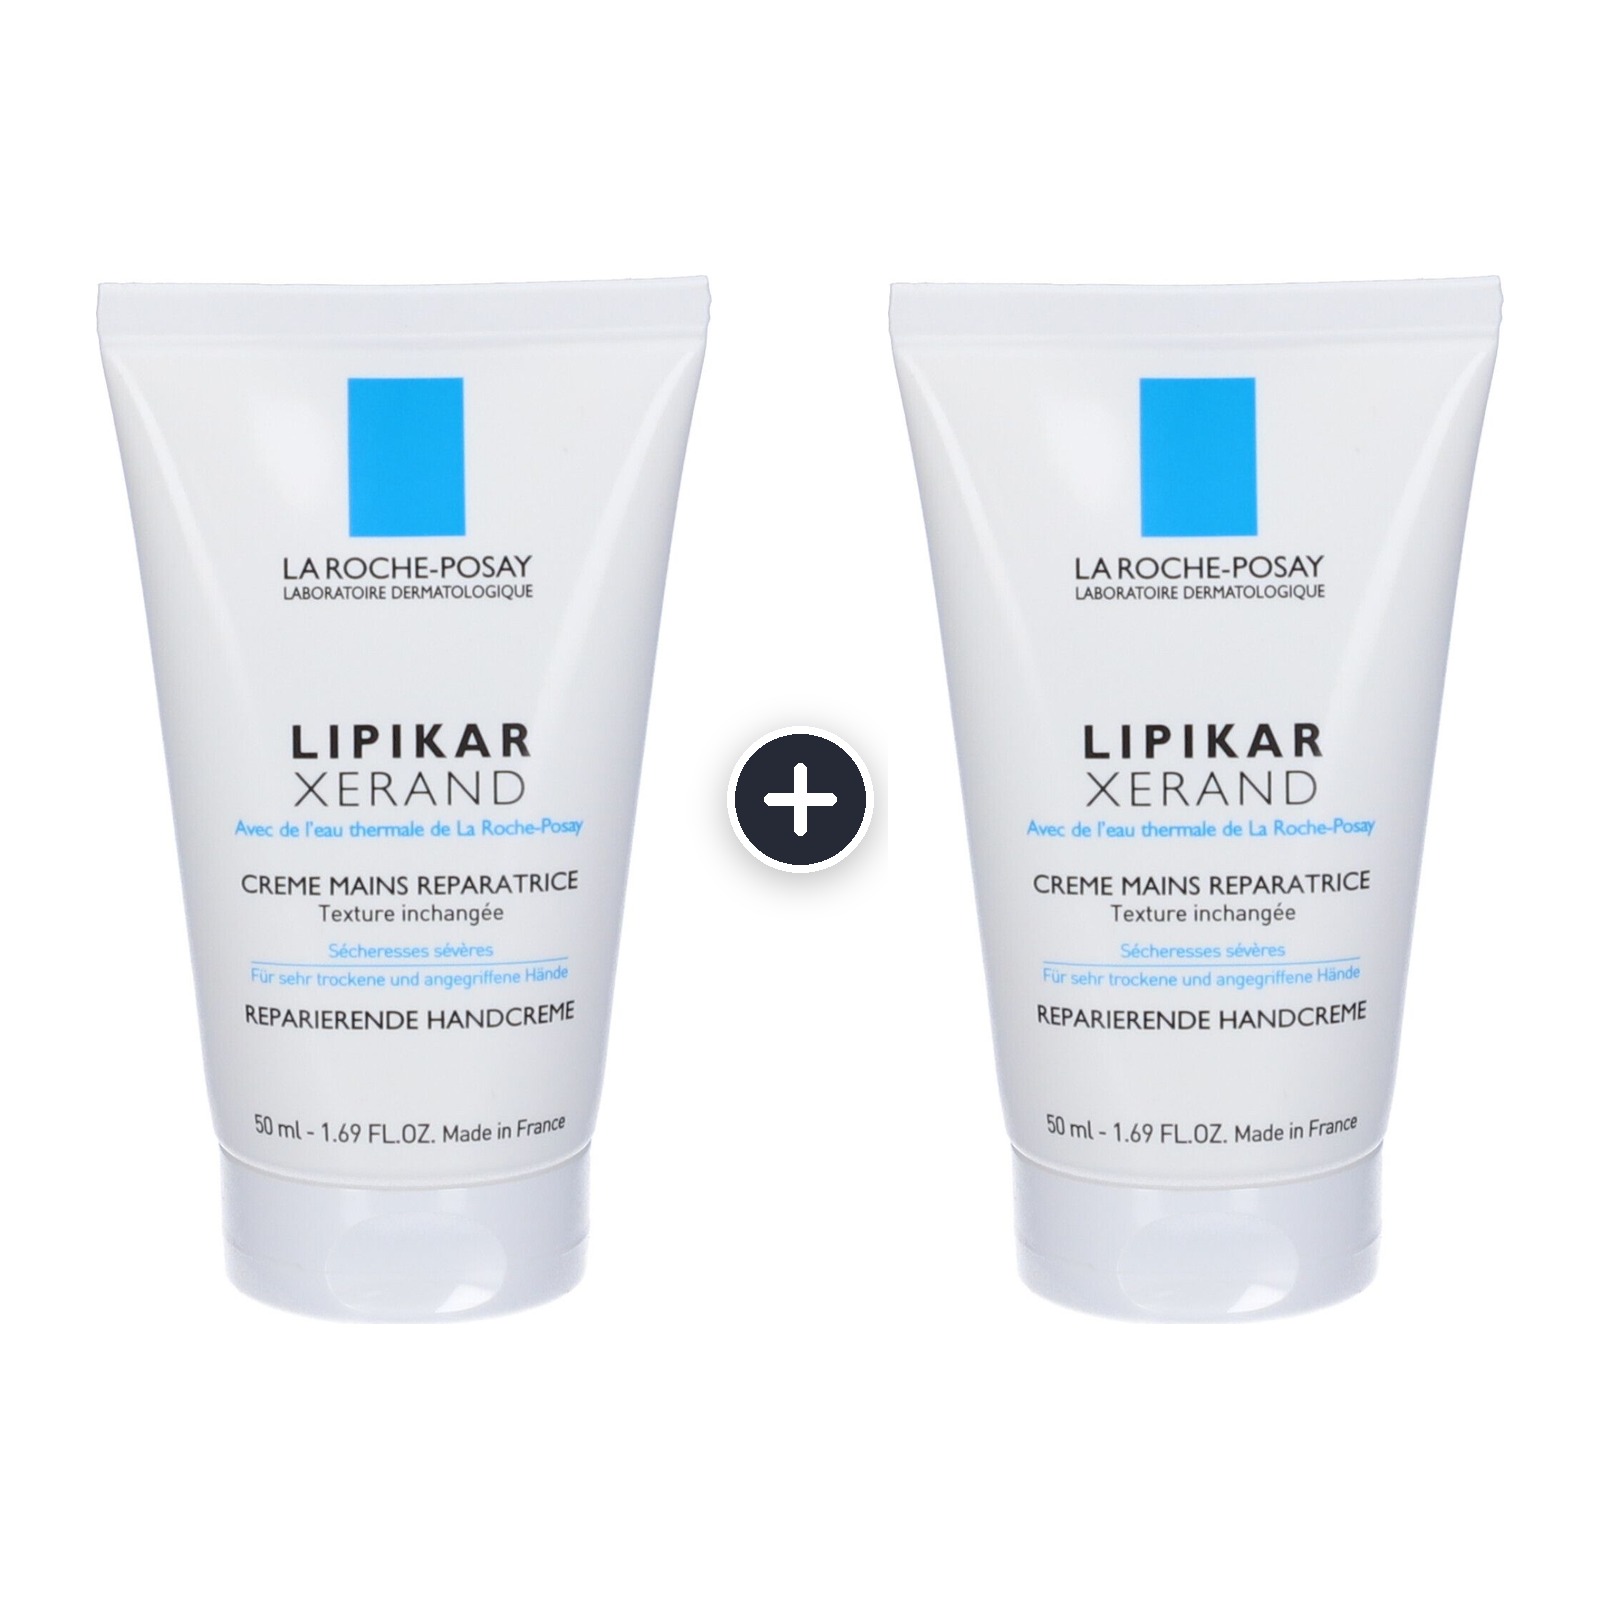 LA ROCHE-POSAY
LABORATOIRE DERMATOLOGIQUE
LIPIKAR
XERAND
Avec de l'eau thermale de La Roche-Posay
CREME MAINS REPARATRICE
Texture inchangée
Sécheresses sévères
Für sehr trockene und angegriffene Hände
REPARIERENDE HANDCREME
50 ml - 1.69 FL.OZ. Made in France
LA ROCHE-POSAY
LABORATOIRE DERMATOLOGIQUE
LIPIKAR
XERAND
Avec de l'eau thermale de La Roche-Posay
CREME MAINS REPARATRICE
Texture inchangée
Sécheresses sévères
Für sehr trockene und angegriffene Hände
REPARIERENDE HANDCREME
50 ml - 1.69 FL.OZ. Made in France